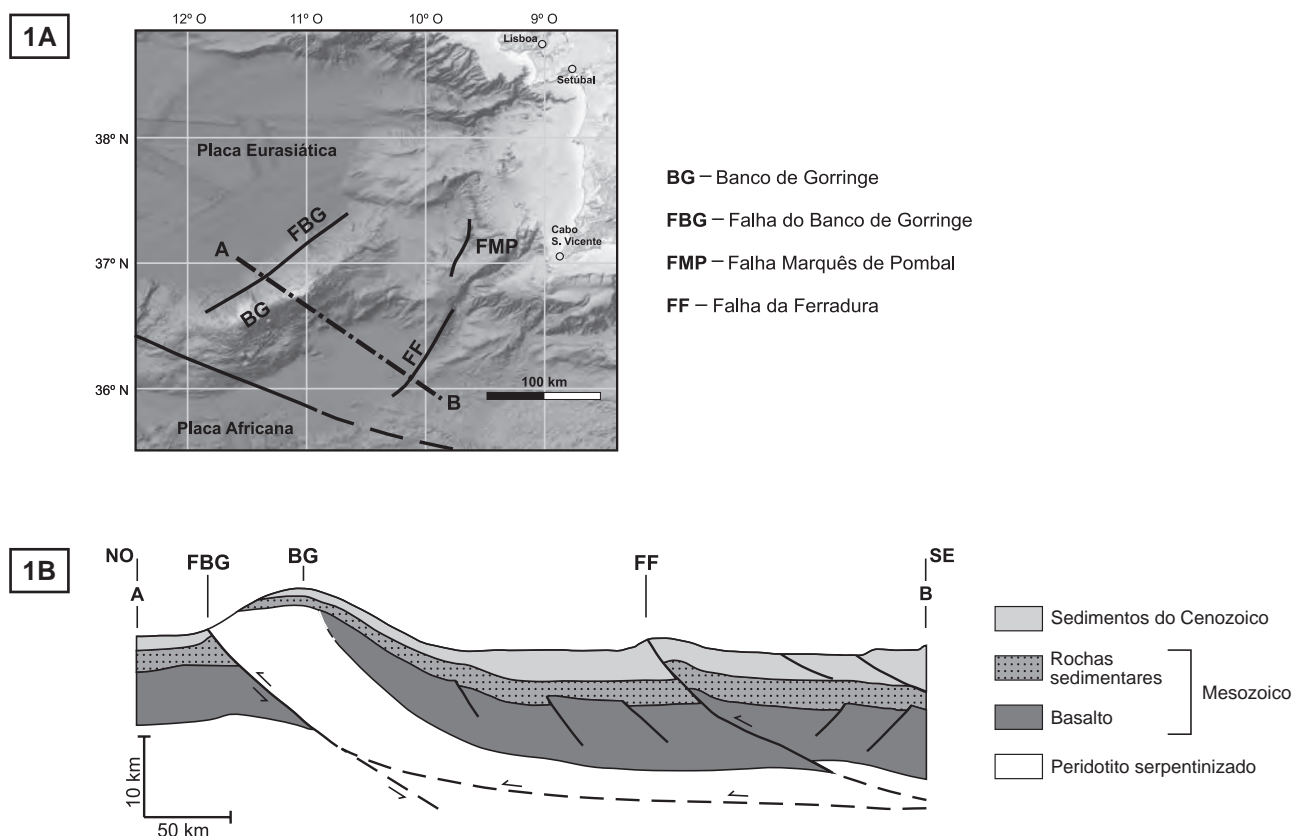 1A
12º O 11º O 10º O 9º O
Lisboa
Setúbal
38º N
Placa Eurasiática
FBG
A
FMP
Cabo
S. Vicente
37º N
BG
FF
36º N
100 km
B
Placa Africana
BG – Banco de Gorringe
FBG – Falha do Banco de Gorringe
FMP – Falha Marquês de Pombal
FF – Falha da Ferradura
1B
NO FBG BG FF SE
A B
10 km
50 km
Sedimentos do Cenozoico
Rochas
sedimentares
Mesozoico
Basalto
Peridotito serpentinizado